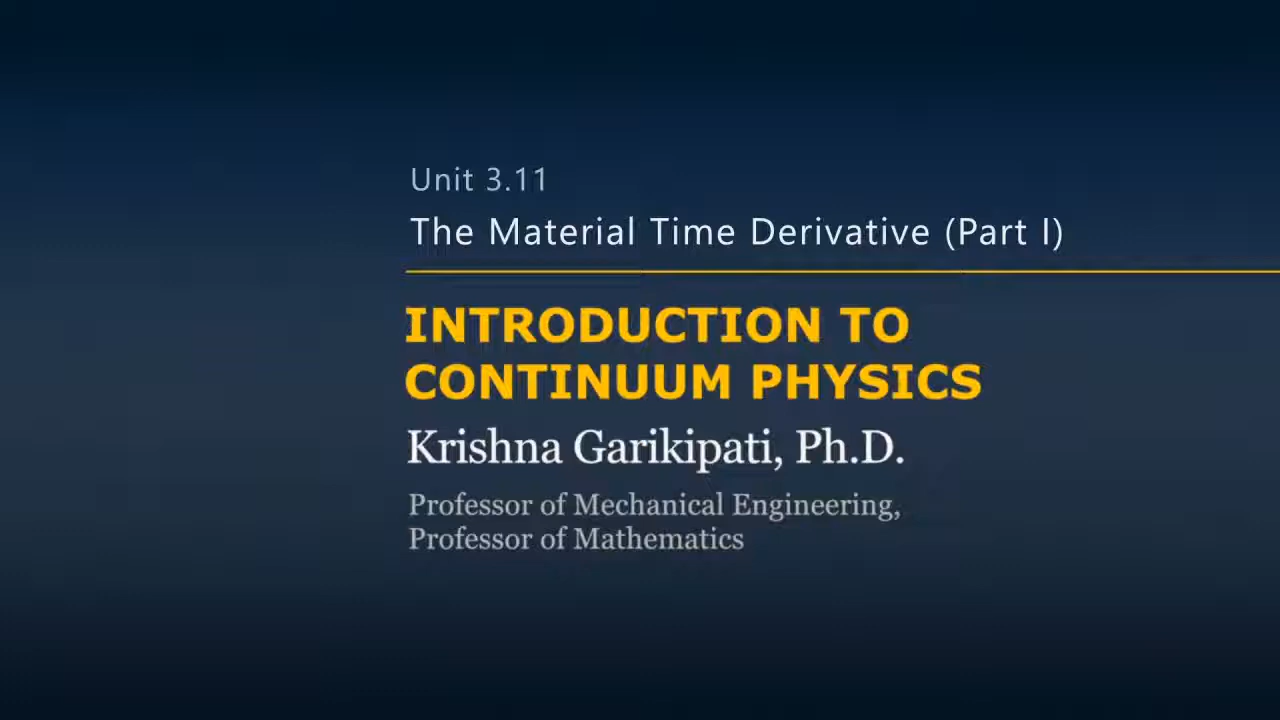 Unit 3.11
The Material Time Derivative (Part I)
INTRODUCTION TO
CONTINUUM PHYSICS
Krishna Garikipati, Ph.D.
Professor of Mechanical Engineering,
Professor of Mathematics